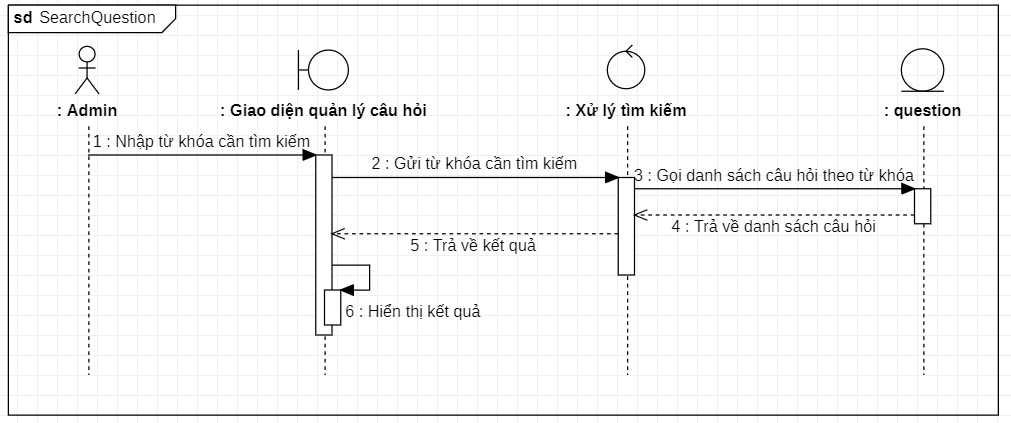 sd SearchQuestion
: Admin
: Giao diện quản lý câu hỏi
: Xử lý tìm kiếm
: question
1 : Nhập từ khóa cần tìm kiếm
2 : Gửi từ khóa cần tìm kiếm
3 : Gọi danh sách câu hỏi theo từ khóa
4 : Trả về danh sách câu hỏi
5 : Trả về kết quả
6 : Hiển thị kết quả